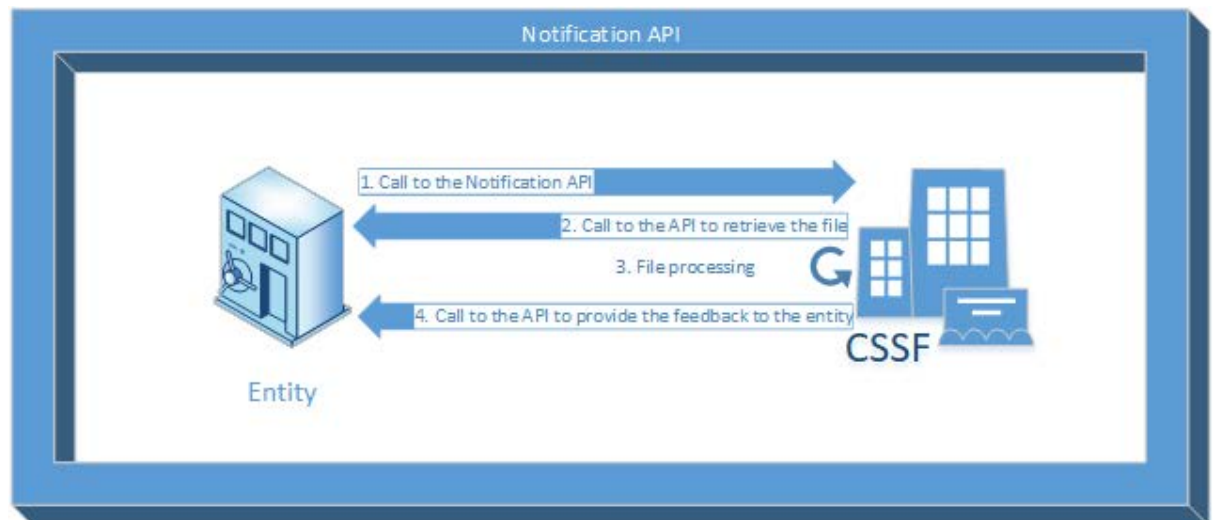 Notification API
1. Call to the Notification API
2. Call to the API to retrieve the file
3. File processing
4. Call to the API to provide the feedback to the entity
CSSF
Entity